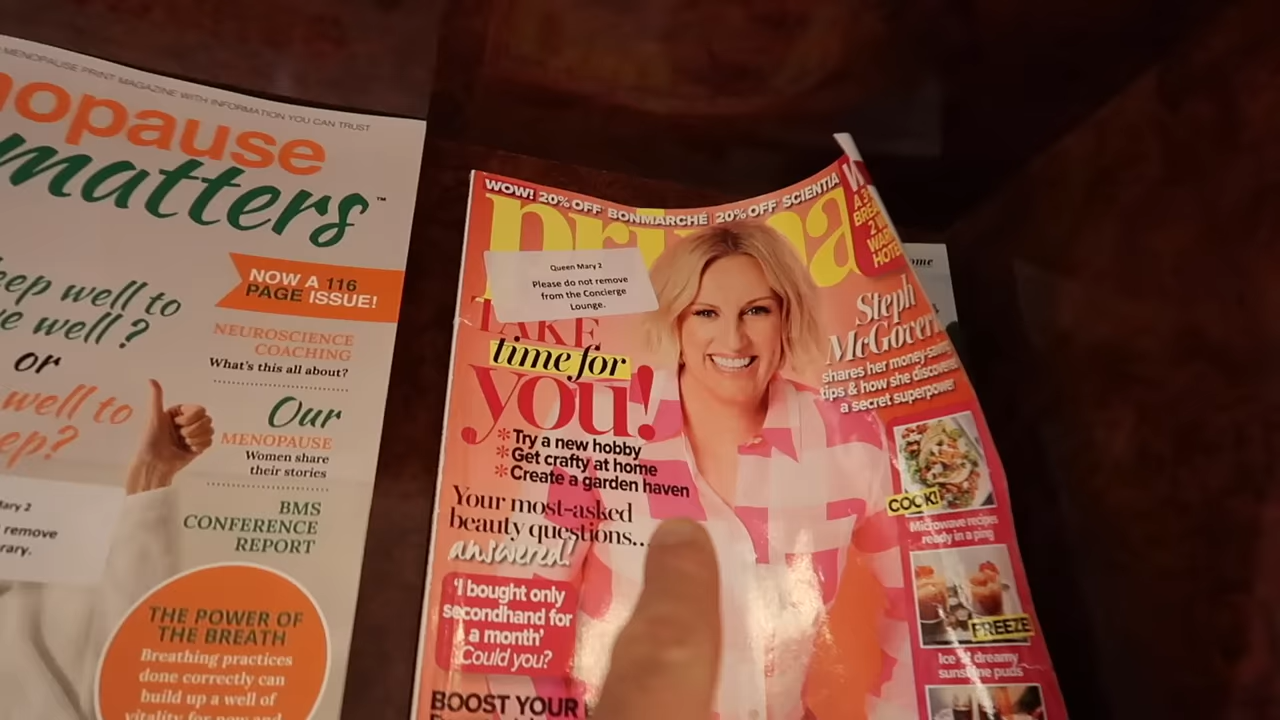 MENOPAUSE PRINT MAGAZINE WITH INFORMATION YOU CAN TRUST
nopause
matters™
NOW A 116
PAGE ISSUE!
eep well to
e well?
or
well to
ep?
NEUROSCIENCE
COACHING
What's this all about?
Our
MENOPAUSE
Women share
their stories
BMS
CONFERENCE
REPORT
Mary 2
remove
rary.
THE POWER OF
THE BREATH
Breathing practices
done correctly can
build up a well of
vitality for now and
WOW! 20% OFF BONMARCHÉ | 20% OFF SCIENTIA
prima
Queen Mary 2
Please do not remove
from the Concierge
Lounge.
TAKE
time for
you!
*Try a new hobby
*Get crafty at home
*Create a garden haven
Your most-asked
beauty questions...
answered!
'I bought only
secondhand for
a month'
Could you?
BOOST YOUR
Steph
McGovern
shares her money-saving
tips & how she discovered
a secret superpower
COOK!
Microwave recipes
ready in a ping
FREEZE
Ice 'n' dreamy
sunshine puds